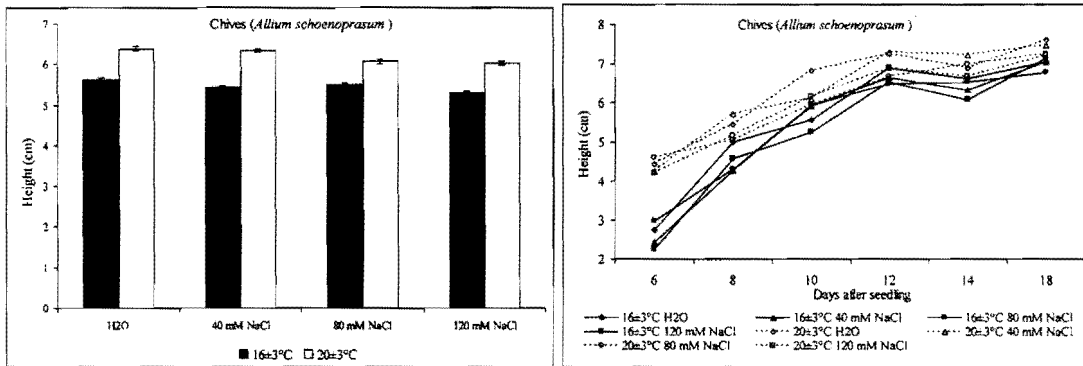 Chives (Allium schoenoprasum)
7
6
5
4
3
2
1
0
Height (cm)
H2O
40 mM NaCl
80 mM NaCl
120 mM NaCl
16±3°C
20±3°C
Chives (Allium schoenoprasum)
8
7
6
5
4
3
2
Height (cm)
6
8
10
12
14
18
Days after seedling
16±3°C H2O
16±3°C 40 mM NaCl
16±3°C 80 mM NaCl
16±3°C 120 mM NaCl
20±3°C H2O
20±3°C 40 mM NaCl
20±3°C 80 mM NaCl
20±3°C 120 mM NaCl